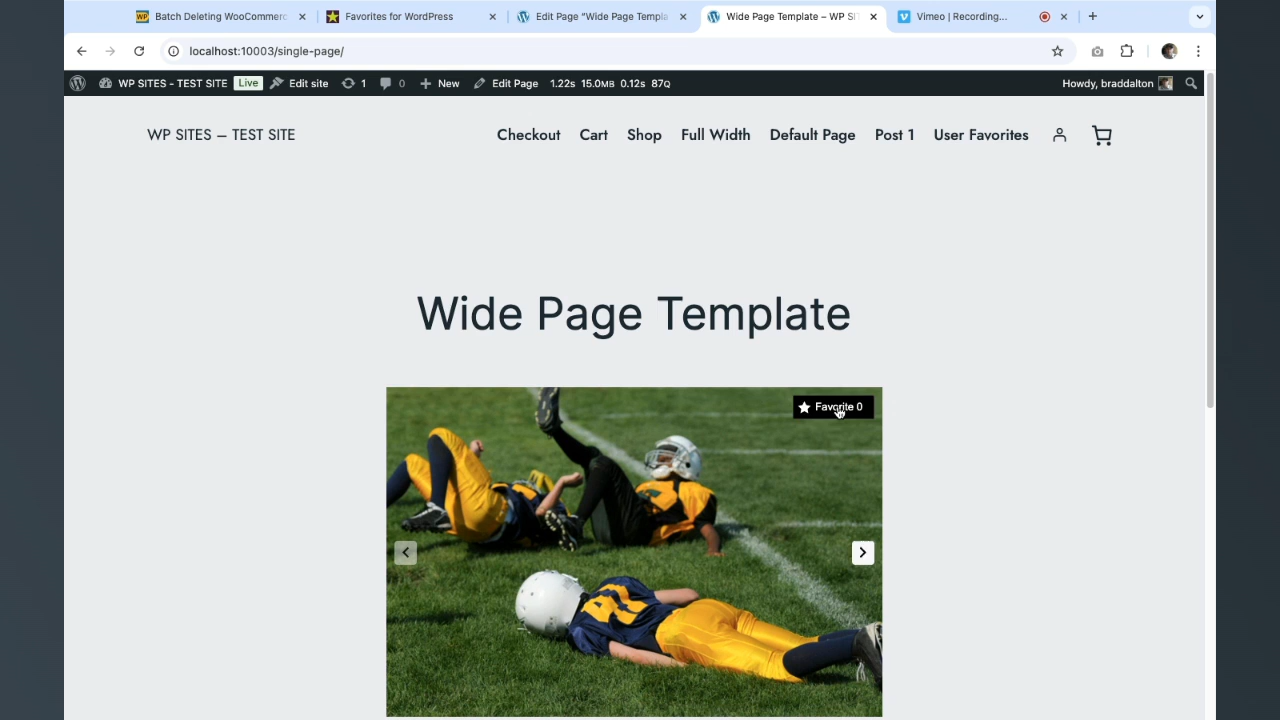 Batch Deleting WooCommerc
Favorites for WordPress
Edit Page "Wide Page Templa
Wide Page Template – WP SI
Vimeo | Recording...
localhost:10003/single-page/
WP SITES - TEST SITE Live Edit site 1 0 New Edit Page 1.22s 15.0MB 0.12s 87Q Howdy, braddalton
WP SITES – TEST SITE Checkout Cart Shop Full Width Default Page Post 1 User Favorites
Wide Page Template
Favorite 0